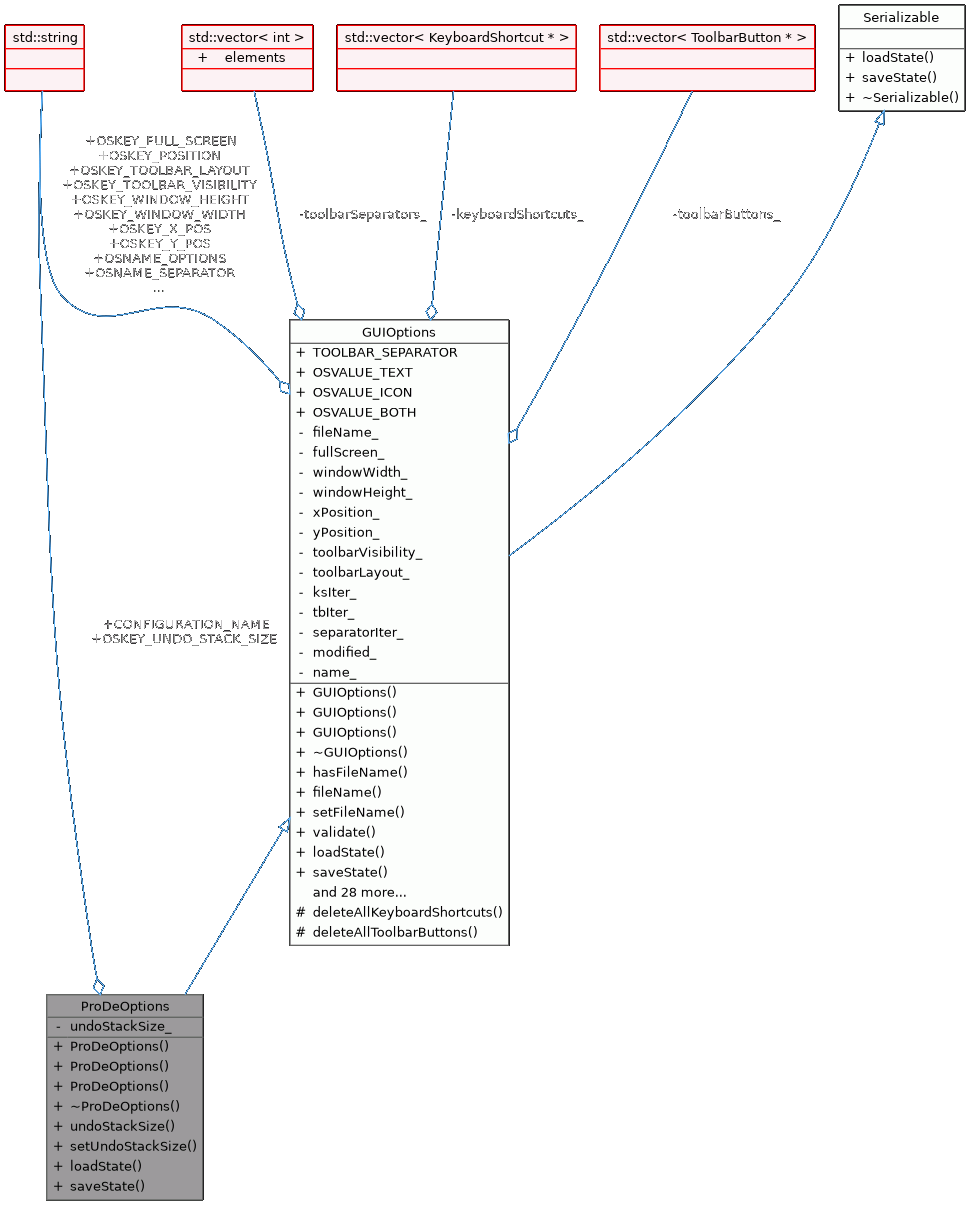 std::string
std::vector< int >
+ elements
std::vector< KeyboardShortcut * >
std::vector< ToolbarButton * >
Serializable
+ loadState()
+ saveState()
+ ~Serializable()
+OSKEY_FULL_SCREEN
+OSKEY_POSITION
+OSKEY_TOOLBAR_LAYOUT
+OSKEY_TOOLBAR_VISIBILITY
+OSKEY_WINDOW_HEIGHT
+OSKEY_WINDOW_WIDTH
+OSKEY_X_POS
+OSKEY_Y_POS
+OSNAME_OPTIONS
+OSNAME_SEPARATOR
...
-toolbarSeparators_
-keyboardShortcuts_
-toolbarButtons_
GUIOptions
+ TOOLBAR_SEPARATOR
+ OSVALUE_TEXT
+ OSVALUE_ICON
+ OSVALUE_BOTH
- fileName_
- fullScreen_
- windowWidth_
- windowHeight_
- xPosition_
- yPosition_
- toolbarVisibility_
- toolbarLayout_
- ksIter_
- tbIter_
- separatorIter_
- modified_
- name_
+ GUIOptions()
+ GUIOptions()
+ GUIOptions()
+ ~GUIOptions()
+ hasFileName()
+ fileName()
+ setFileName()
+ validate()
+ loadState()
+ saveState()
and 28 more...
# deleteAllKeyboardShortcuts()
# deleteAllToolbarButtons()
+CONFIGURATION_NAME
+OSKEY_UNDO_STACK_SIZE
ProDeOptions
- undoStackSize_
+ ProDeOptions()
+ ProDeOptions()
+ ProDeOptions()
+ ~ProDeOptions()
+ undoStackSize()
+ setUndoStackSize()
+ loadState()
+ saveState()